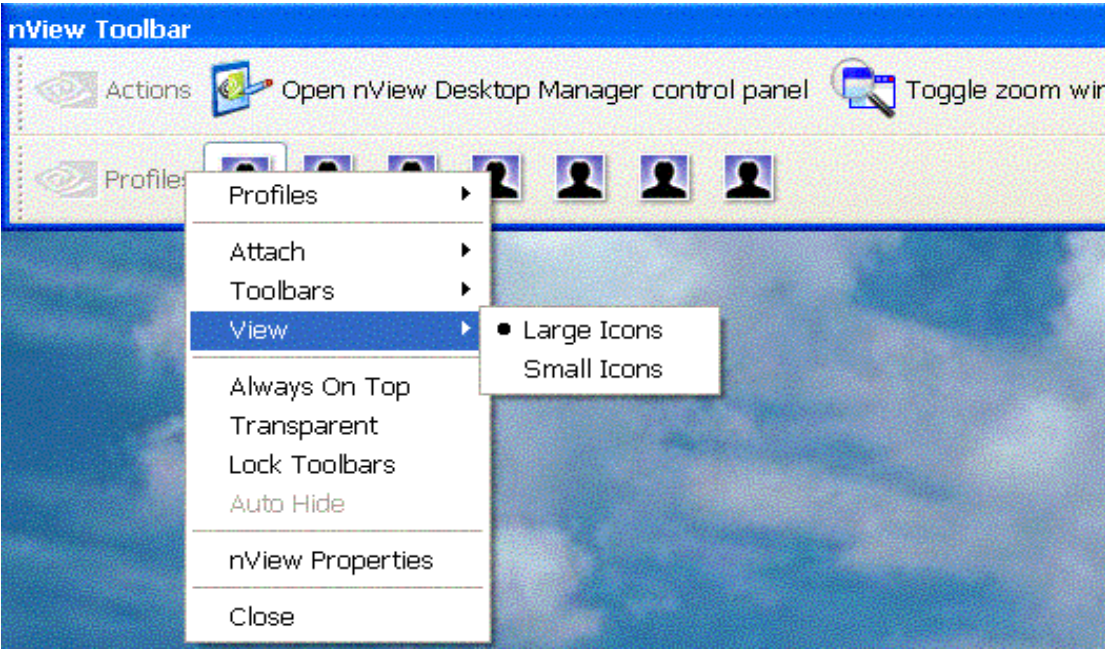 nView Toolbar
Actions Open nView Desktop Manager control panel Toggle zoom
Profiles
Profiles
Attach
Toolbars
View
Large Icons
Small Icons
Always On Top
Transparent
Lock Toolbars
Auto Hide
nView Properties
Close